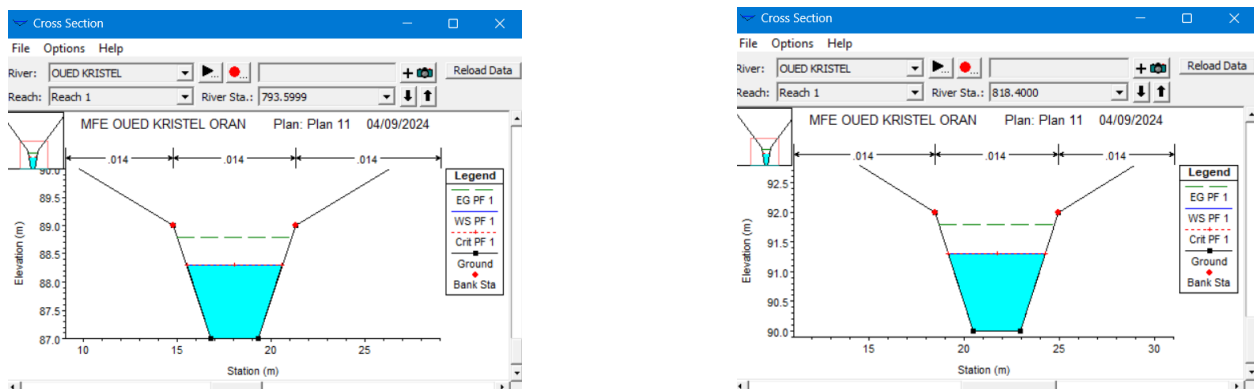 Cross Section
File Options Help
River: OUED KRISTEL
Reload Data
Reach: Reach 1 River Sta.: 793.5999
MFE OUED KRISTEL ORAN Plan: Plan 11 04/09/2024
.014 .014 .014
90.0
89.5
89.0
88.5
88.0
87.5
87.0
Elevation (m)
10 15 20 25
Station (m)
Legend
EG PF 1
WS PF 1
Crit PF 1
Ground
Bank Sta
Cross Section
File Options Help
River: OUED KRISTEL
Reload Data
Reach: Reach 1 River Sta.: 818.4000
MFE OUED KRISTEL ORAN Plan: Plan 11 04/09/2024
.014 .014 .014
92.5
92.0
91.5
91.0
90.5
90.0
Elevation (m)
15 20 25 30
Station (m)
Legend
EG PF 1
WS PF 1
Crit PF 1
Ground
Bank Sta